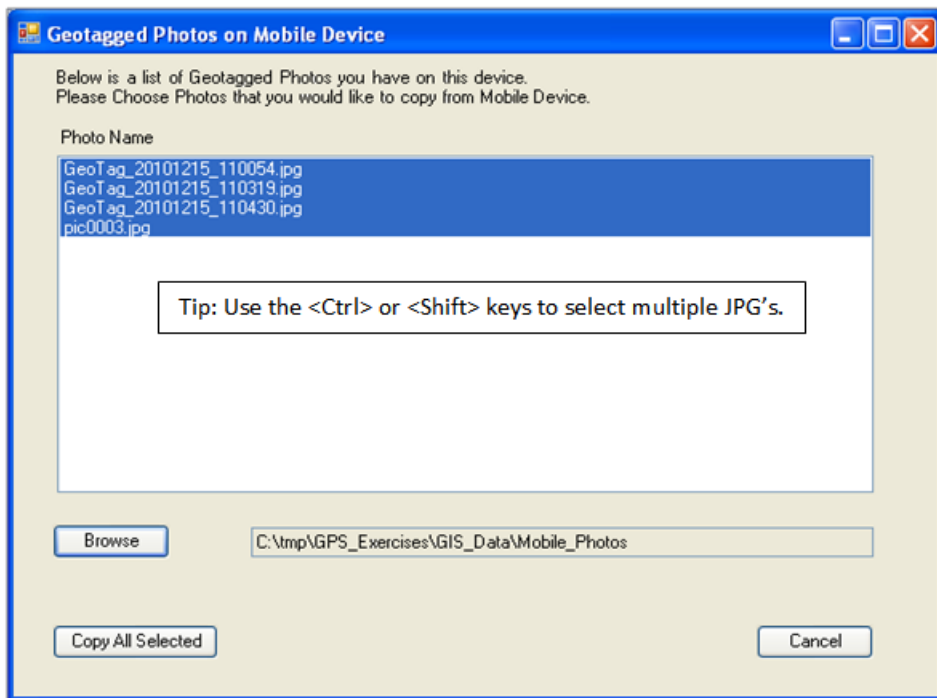 Geotagged Photos on Mobile Device
Below is a list of Geotagged Photos you have on this device.
Please Choose Photos that you would like to copy from Mobile Device.
Photo Name
GeoTag_20101215_110054.jpg
GeoTag_20101215_110319.jpg
GeoTag_20101215_110430.jpg
pic0003.jpg
Tip: Use the <Ctrl> or <Shift> keys to select multiple JPG's.
Browse
C:\tmp\GPS_Exercises\GIS_Data\Mobile_Photos
Copy All Selected
Cancel